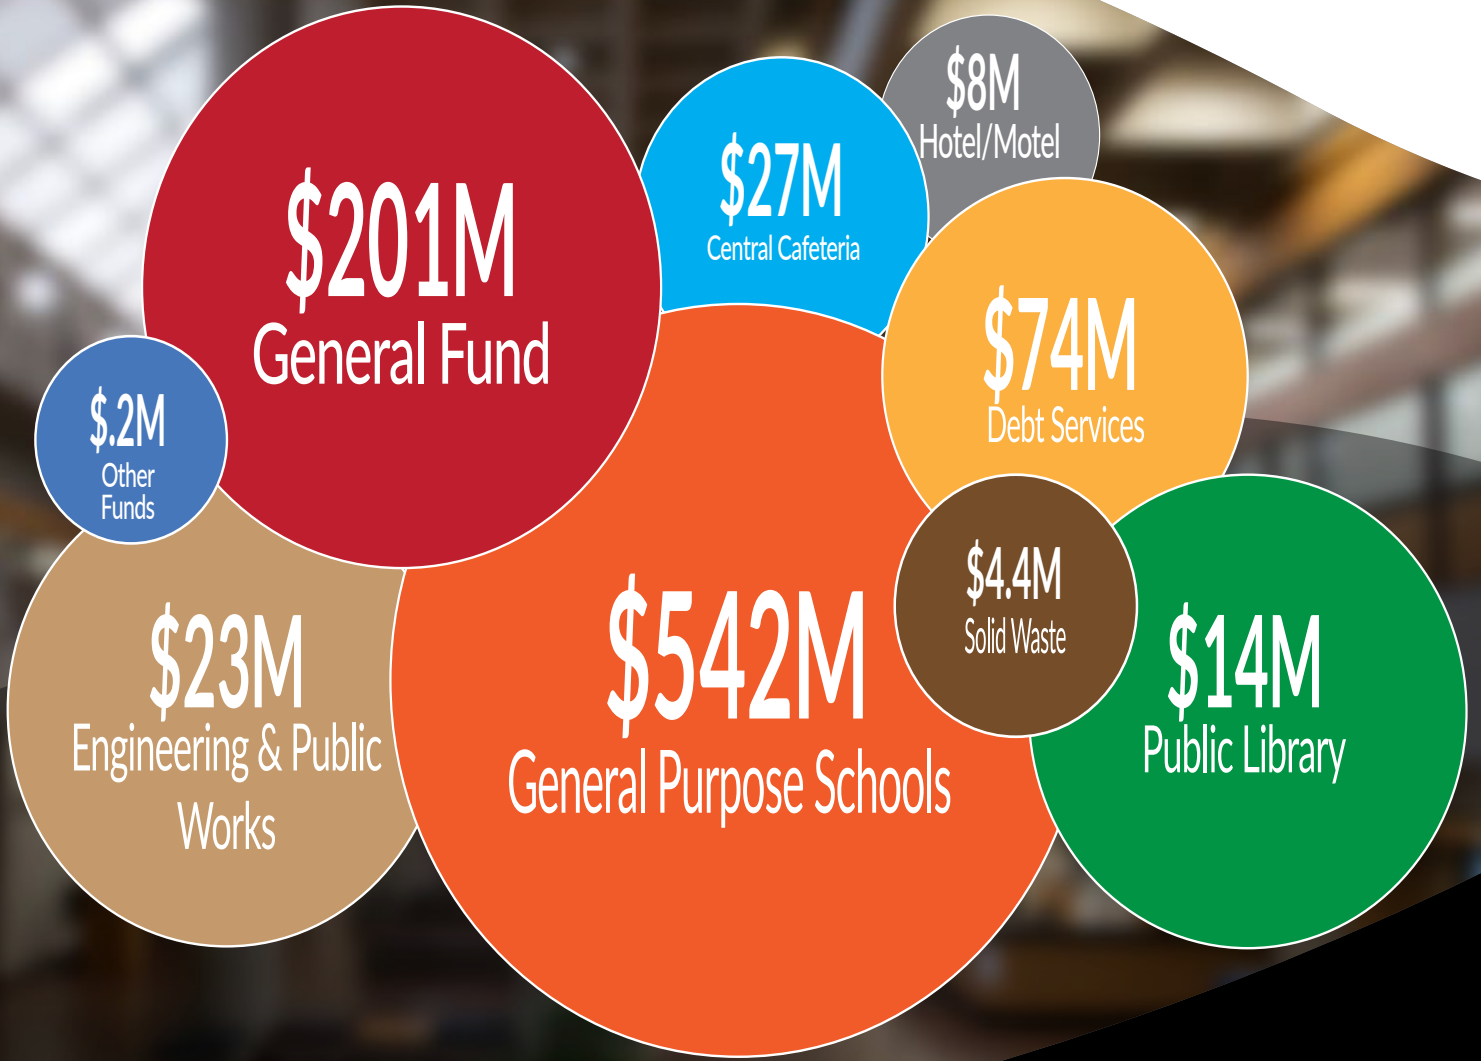 $201M
General Fund
$27M
Central Cafeteria
$8M
Hotel/Motel
$74M
Debt Services
$.2M
Other
Funds
$23M
Engineering & Public
Works
$542M
General Purpose Schools
$4.4M
Solid Waste
$14M
Public Library